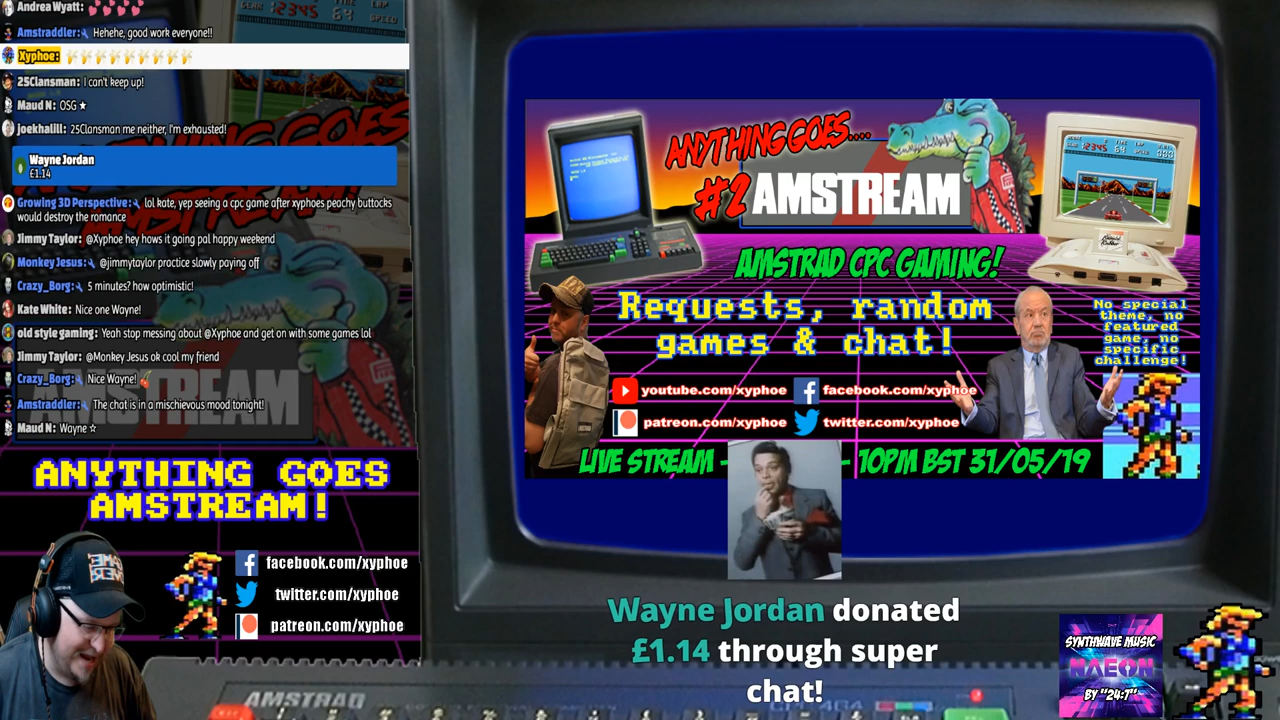 Andrea Wyatt:
Amstraddler: Hehehe, good work everyone!!
Xyphoe:
25Clansman: I can't keep up!
Maud N: OSG ★
joekhalill: 25Clansman me neither, I'm exhausted!
Wayne Jordan
£1.14
Growing 3D Perspective: lol kate, yep seeing a cpc game after xyphoes peachy buttocks
would destroy the romance
Jimmy Taylor: @Xyphoe hey hows it going pal happy weekend
MonkeyJesus: @jimmytaylor practice slowly paying off
Crazy_Borg: 5 minutes? how optimistic!
Kate White: Nice one Wayne!
old style gaming: Yeah stop messing about @Xyphoe and get on with some games lol
Jimmy Taylor: @Monkey Jesus ok cool my friend
Crazy_Borg: Nice Wayne!
Amstraddler: The chat is in a mischievous mood tonight!
Maud N: Wayne ☆
ANYTHING GOES
AMSTREAM!
facebook.com/xyphoe
twitter.com/xyphoe
patreon.com/xyphoe
ANYTHING GOES....
#2 AMSTREAM
AMSTRAD CPC GAMING!
Requests, random
games & chat!
No special
theme, no
featured
game, no
specific
challenge!
youtube.com/xyphoe facebook.com/xyphoe
patreon.com/xyphoe twitter.com/xyphoe
LIVE STREAM - - 10PM BST 31/05/19
Wayne Jordan donated
£1.14 through super
chat!
SYNTHWAVE MUSIC
NAEON
BY "24:7"
AMSTRAD